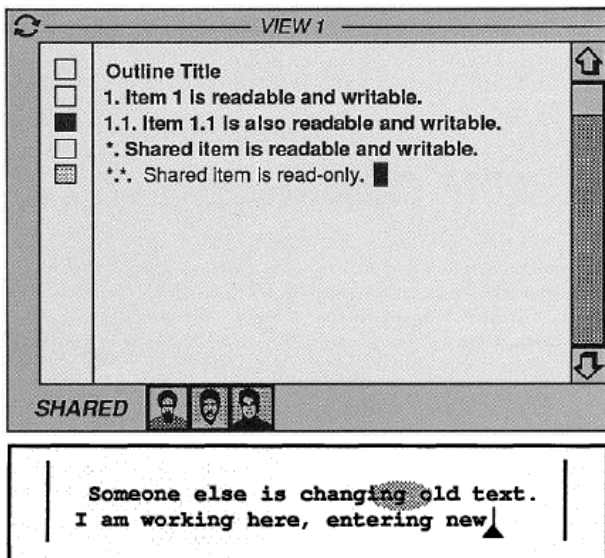 VIEW 1
Outline Title
1. Item 1 is readable and writable.
1.1. Item 1.1 is also readable and writable.
*. Shared item is readable and writable.
*.*. Shared item is read-only.
SHARED
Someone else is changing old text.
I am working here, entering new